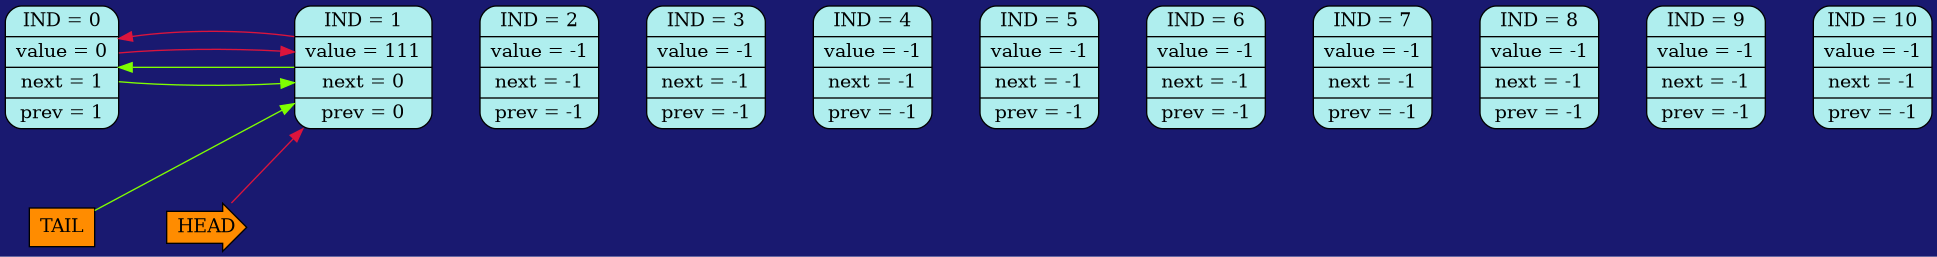 IND = 0
value = 0
next = 1
prev = 1
IND = 1
value = 111
next = 0
prev = 0
IND = 2
value = -1
next = -1
prev = -1
IND = 3
value = -1
next = -1
prev = -1
IND = 4
value = -1
next = -1
prev = -1
IND = 5
value = -1
next = -1
prev = -1
IND = 6
value = -1
next = -1
prev = -1
IND = 7
value = -1
next = -1
prev = -1
IND = 8
value = -1
next = -1
prev = -1
IND = 9
value = -1
next = -1
prev = -1
IND = 10
value = -1
next = -1
prev = -1
TAIL
HEAD